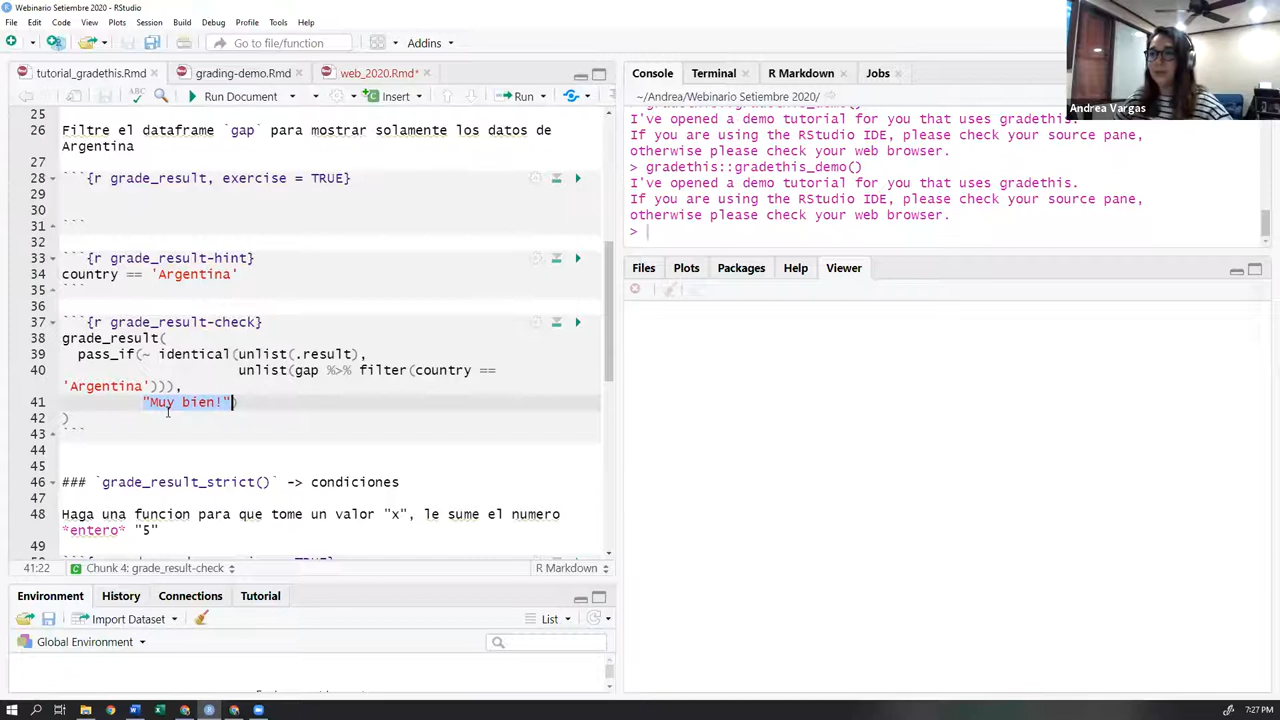 Webinario Setiembre 2020 - RStudio
File Edit Code View Plots Session Build Debug Profile Tools Help
Go to file/function Addins
tutorial_gradethis.Rmd grading-demo.Rmd web_2020.Rmd*
ABC Run Document Insert Run
25
26 Filtre el dataframe `gap` para mostrar solamente los datos de
Argentina
27
28 ```{r grade_result, exercise = TRUE}
29
30
31 ```
32
33 ```{r grade_result-hint}
34 country == 'Argentina'
35 ```
36
37 ```{r grade_result-check}
38 grade_result(
39 pass_if(~ identical(unlist(.result),
40 unlist(gap %>% filter(country ==
'Argentina'))),
41 "Muy bien!")
42 )
43 ```
44
45
46 ### `grade_result_strict()` -> condiciones
47
48 Haga una funcion para que tome un valor "x", le sume el numero
*entero* "5"
49
41:22 Chunk 4: grade_result-check R Markdown
Environment History Connections Tutorial
Import Dataset List
Global Environment
Console Terminal R Markdown Jobs
~/Andrea/Webinario Setiembre 2020/
I've opened a demo tutorial for you that uses gradethis.
If you are using the RStudio IDE, please check your source pane,
otherwise please check your web browser.
> gradethis::gradethis_demo()
I've opened a demo tutorial for you that uses gradethis.
If you are using the RStudio IDE, please check your source pane,
otherwise please check your web browser.
>
Files Plots Packages Help Viewer
Andrea Vargas
7:27 PM